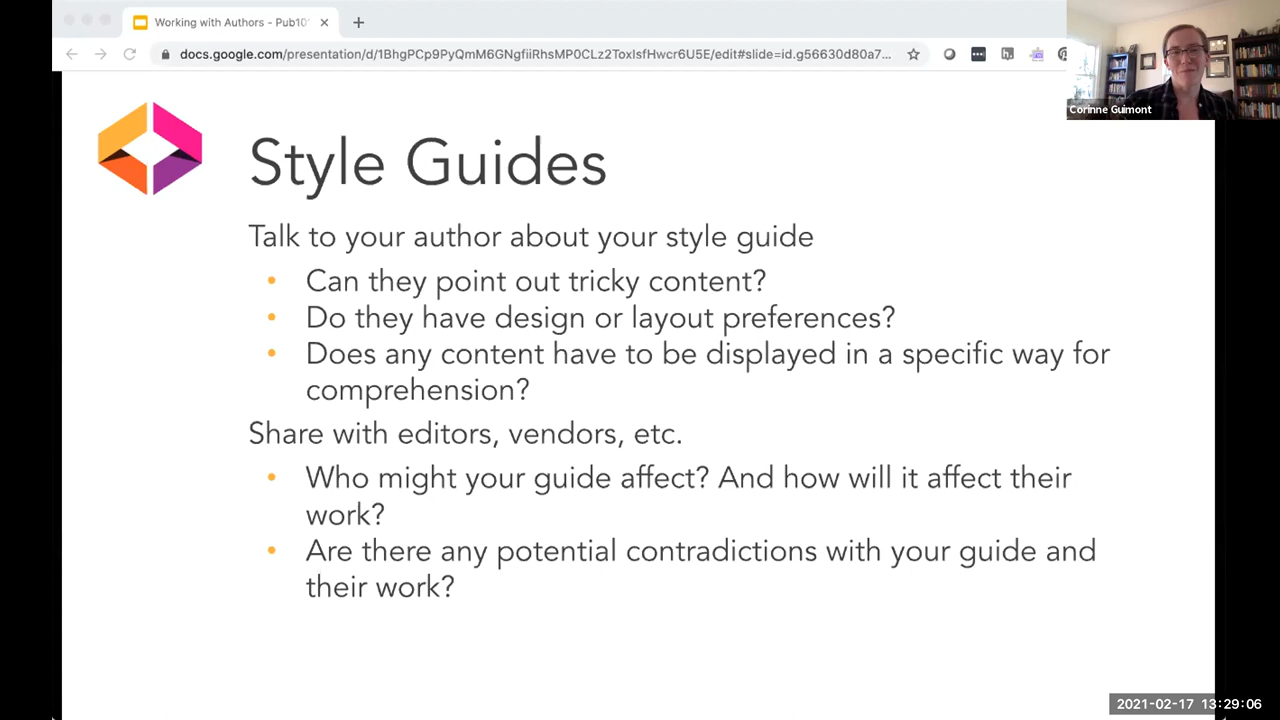 Working with Authors - Pub10
docs.google.com/presentation/d/1BhgPCp9PyQmM6GNgfiiRhsMP0CLz2ToxIsfHwcr6U5E/edit#slide=id.g56630d80a7...
Corinne Guimont
Style Guides
Talk to your author about your style guide
• Can they point out tricky content?
• Do they have design or layout preferences?
• Does any content have to be displayed in a specific way for
comprehension?
Share with editors, vendors, etc.
• Who might your guide affect? And how will it affect their
work?
• Are there any potential contradictions with your guide and
their work?
2021-02-17 13:29:06